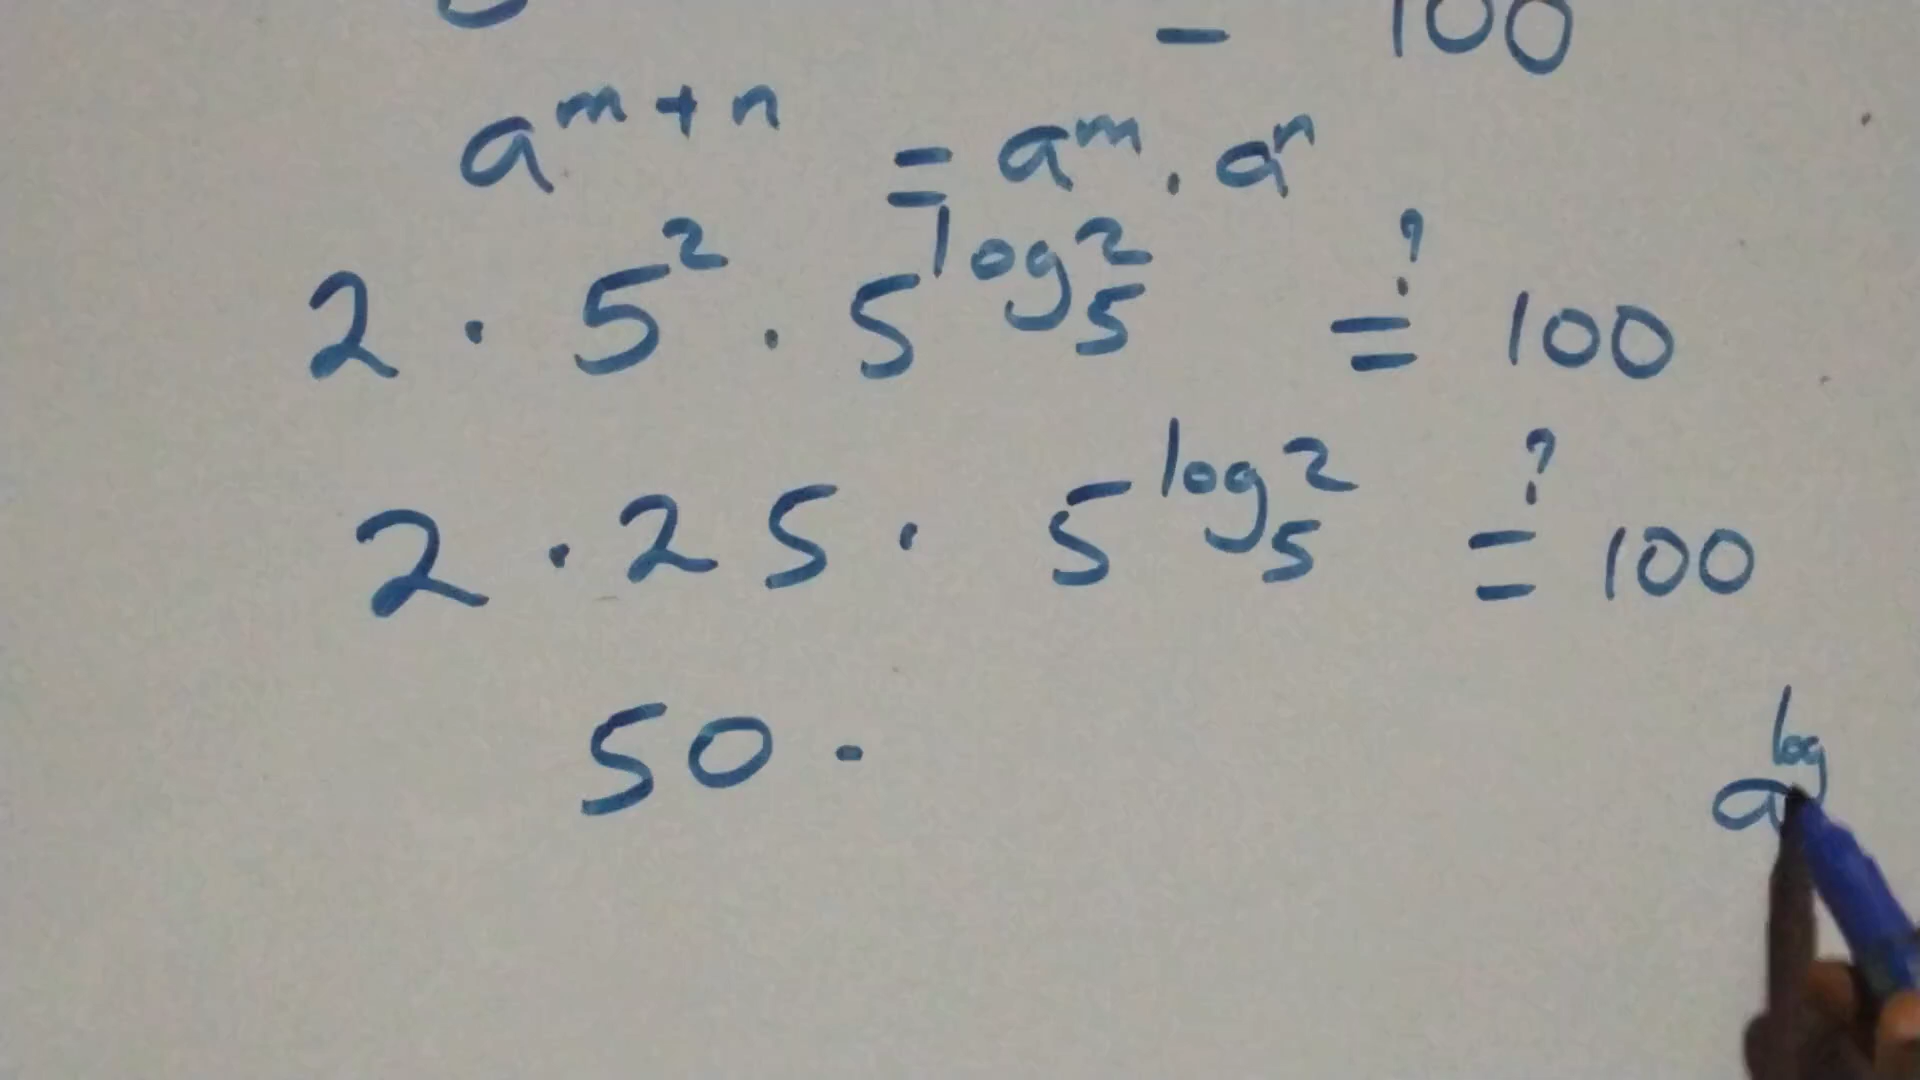 = 100
a^{m+n} = a^m . a^n
2 · 5^2 · 5^{log_5 2} =? 100
2 · 25 · 5^{log_5 2} =? 100
50 ·
a^{log}